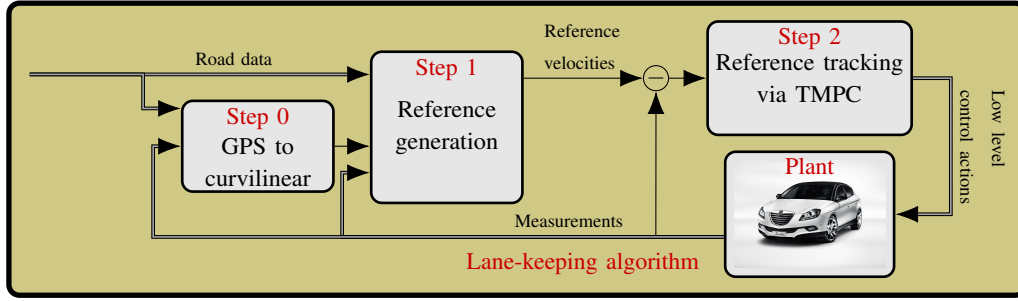 Road data
Step 0
GPS to
curvilinear
Step 1
Reference
generation
Reference
velocities
Step 2
Reference tracking
via TMPC
Low level
control actions
Plant
Measurements
Lane-keeping algorithm